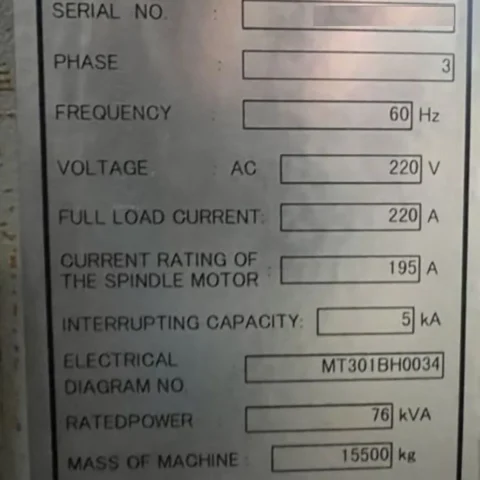 SERIAL NO. :
PHASE : 3
FREQUENCY : 60 Hz
VOLTAGE AC 220 V
FULL LOAD CURRENT: 220 A
CURRENT RATING OF
THE SPINDLE MOTOR : 195 A
INTERRUPTING CAPACITY: 5 kA
ELECTRICAL
DIAGRAM NO. MT301BH0034
RATEDPOWER 76 kVA
MASS OF MACHINE : 15500 kg